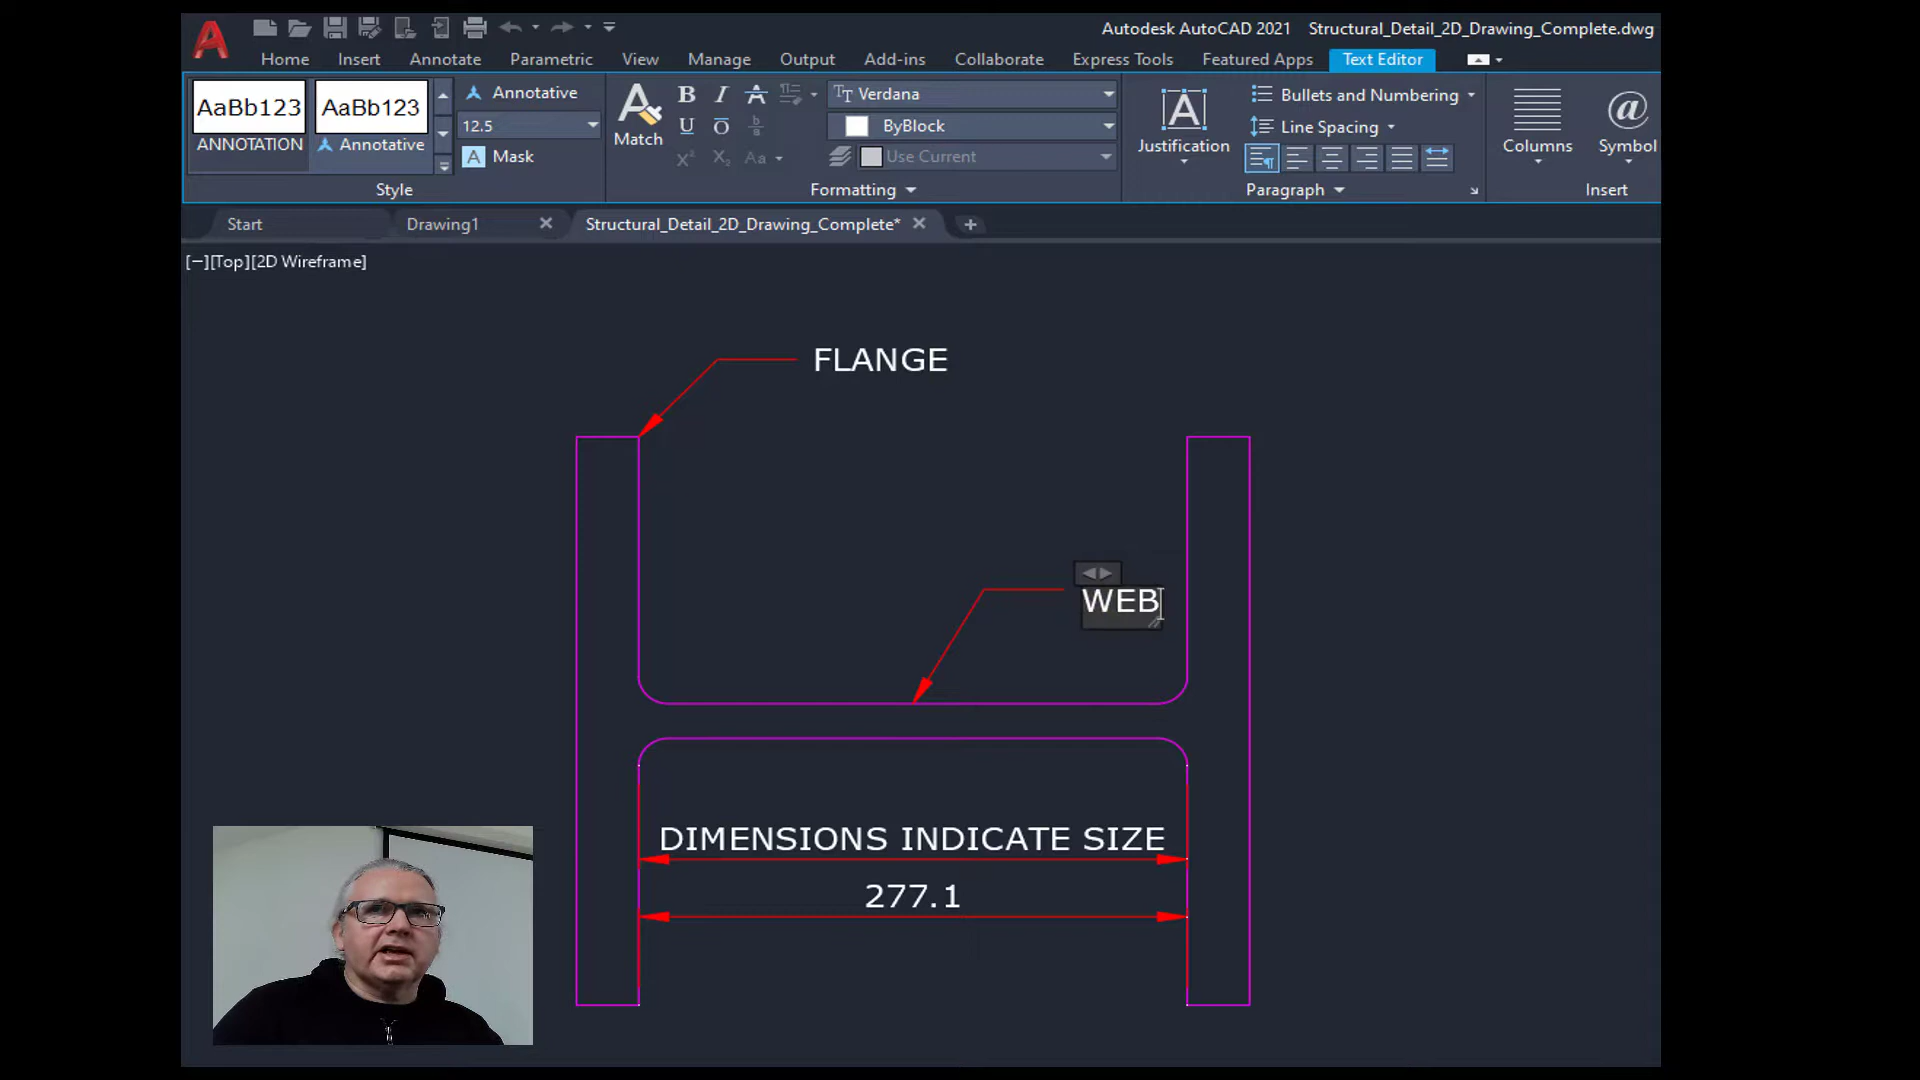 Autodesk AutoCAD 2021 Structural_Detail_2D_Drawing_Complete.dwg
Home Insert Annotate Parametric View Manage Output Add-ins Collaborate Express Tools Featured Apps Text Editor
AaBb123 AaBb123 Annotative Match B I A Verdana A Bullets and Numbering @
12.5 U O b/a ByBlock Line Spacing
ANNOTATION Annotative A Mask X² X₂ Aa Use Current Justification Columns Symbol
Style Formatting Paragraph Insert
Start Drawing1 Structural_Detail_2D_Drawing_Complete*
[−][Top][2D Wireframe]
FLANGE
WEB
DIMENSIONS INDICATE SIZE
277.1